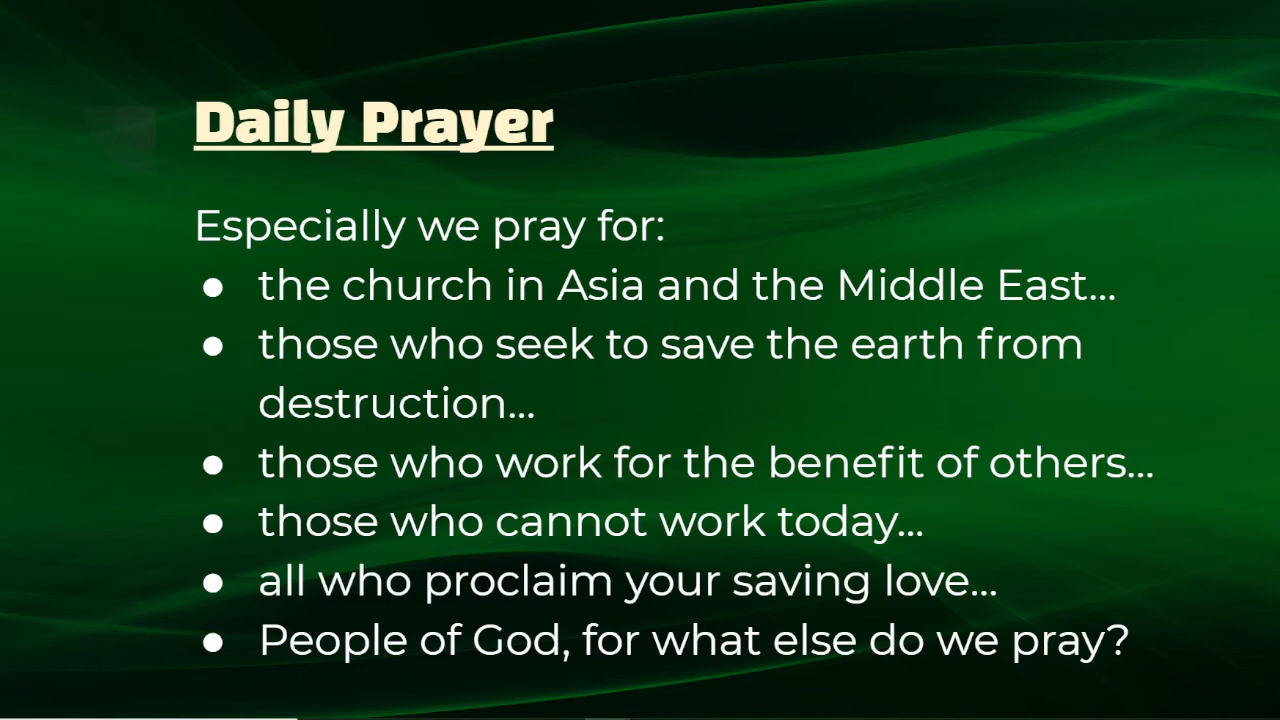 Daily Prayer
Especially we pray for:
● the church in Asia and the Middle East...
● those who seek to save the earth from
destruction...
● those who work for the benefit of others...
● those who cannot work today...
● all who proclaim your saving love...
● People of God, for what else do we pray?